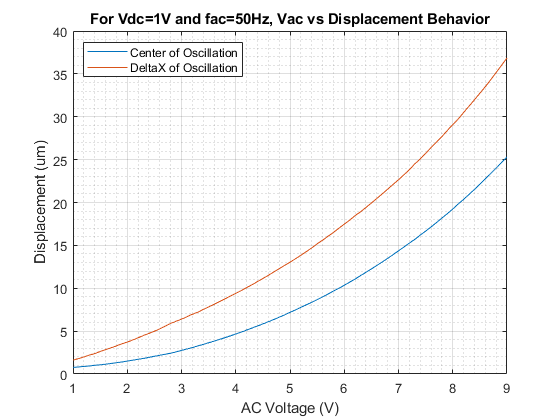 For Vdc=1V and fac=50Hz, Vac vs Displacement Behavior
Center of Oscillation
DeltaX of Oscillation
40
35
30
25
20
15
10
5
0
Displacement (um)
1 2 3 4 5 6 7 8 9
AC Voltage (V)